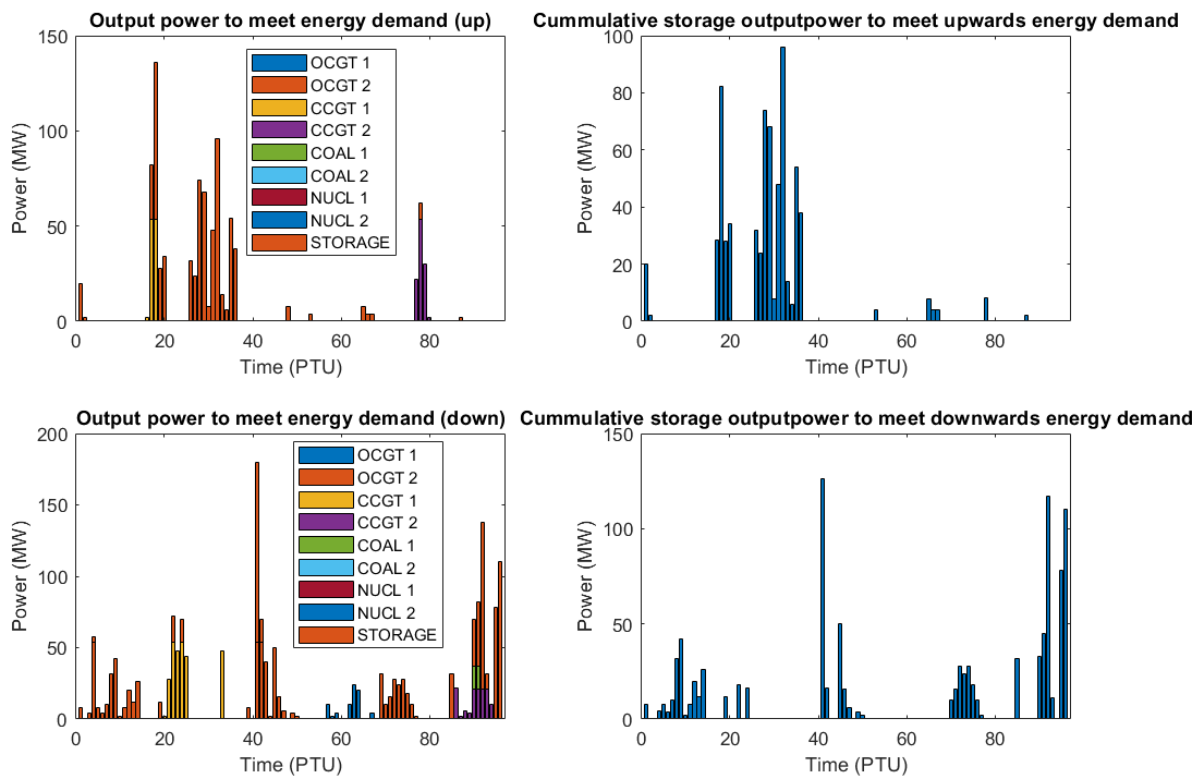 Output power to meet energy demand (up)
Power (MW)
150
100
50
0
0 20 40 60 80
Time (PTU)
OCGT 1
OCGT 2
CCGT 1
CCGT 2
COAL 1
COAL 2
NUCL 1
NUCL 2
STORAGE
Cummulative storage outputpower to meet upwards energy demand
Power (MW)
100
80
60
40
20
0
0 20 40 60 80
Time (PTU)
Output power to meet energy demand (down)
Power (MW)
200
150
100
50
0
0 20 40 60 80
Time (PTU)
OCGT 1
OCGT 2
CCGT 1
CCGT 2
COAL 1
COAL 2
NUCL 1
NUCL 2
STORAGE
Cummulative storage outputpower to meet downwards energy demand
Power (MW)
150
100
50
0
0 20 40 60 80
Time (PTU)